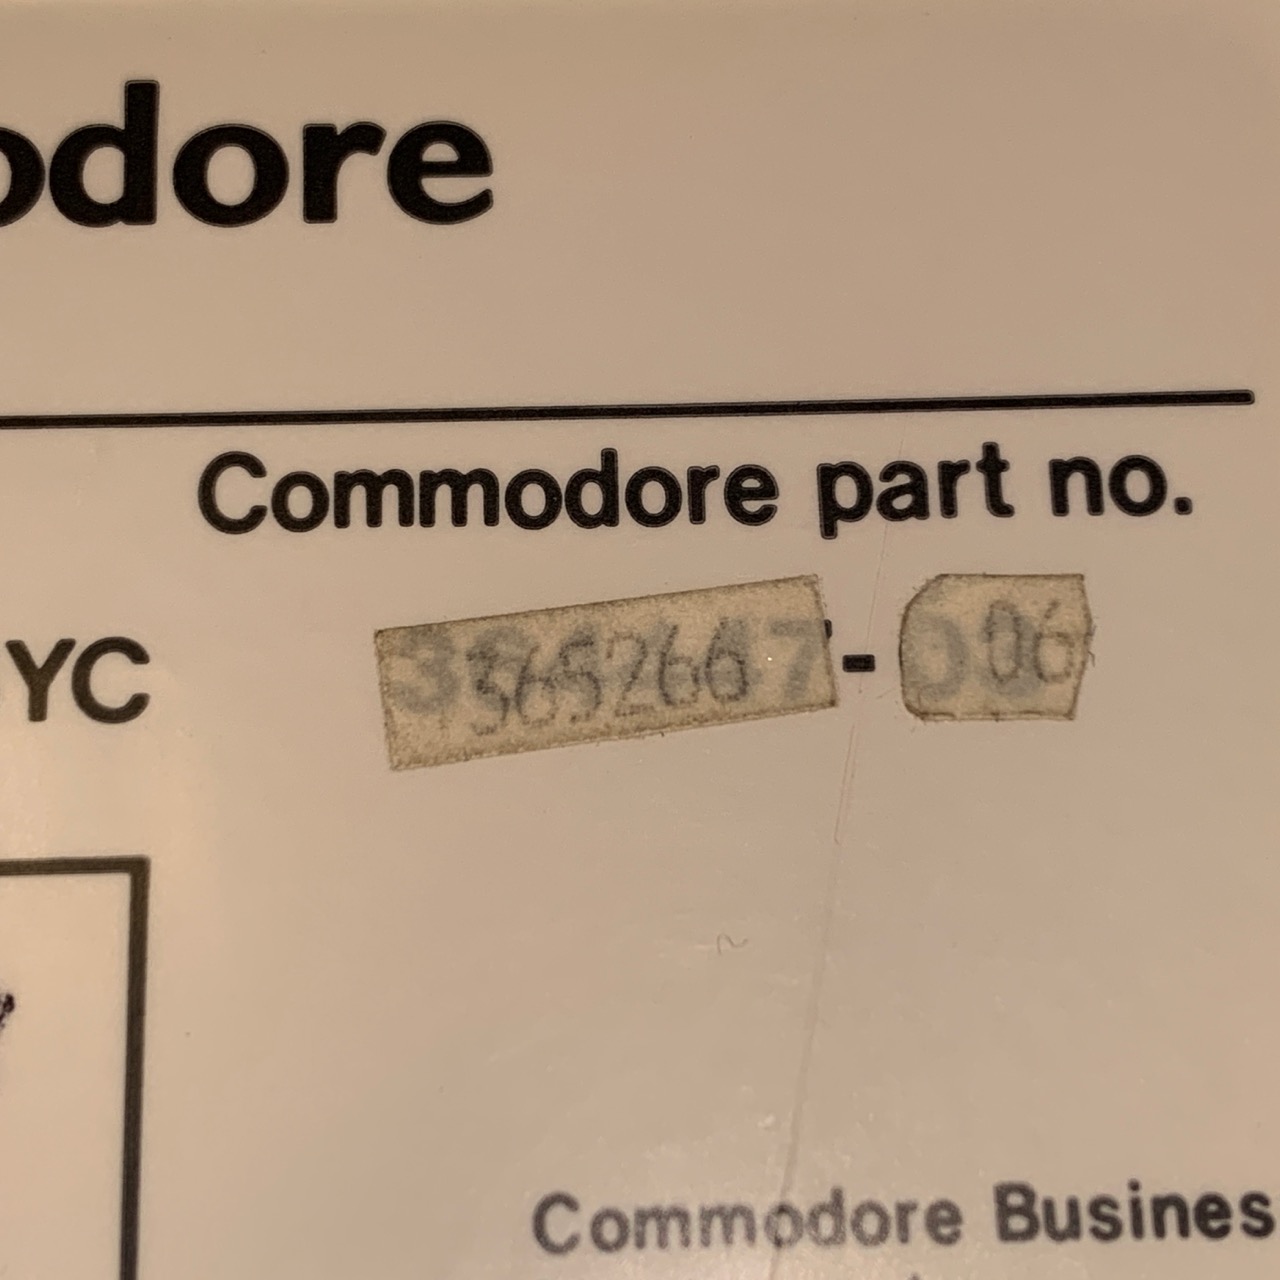 odore
Commodore part no.
365266 - 06
YC
Commodore Busines